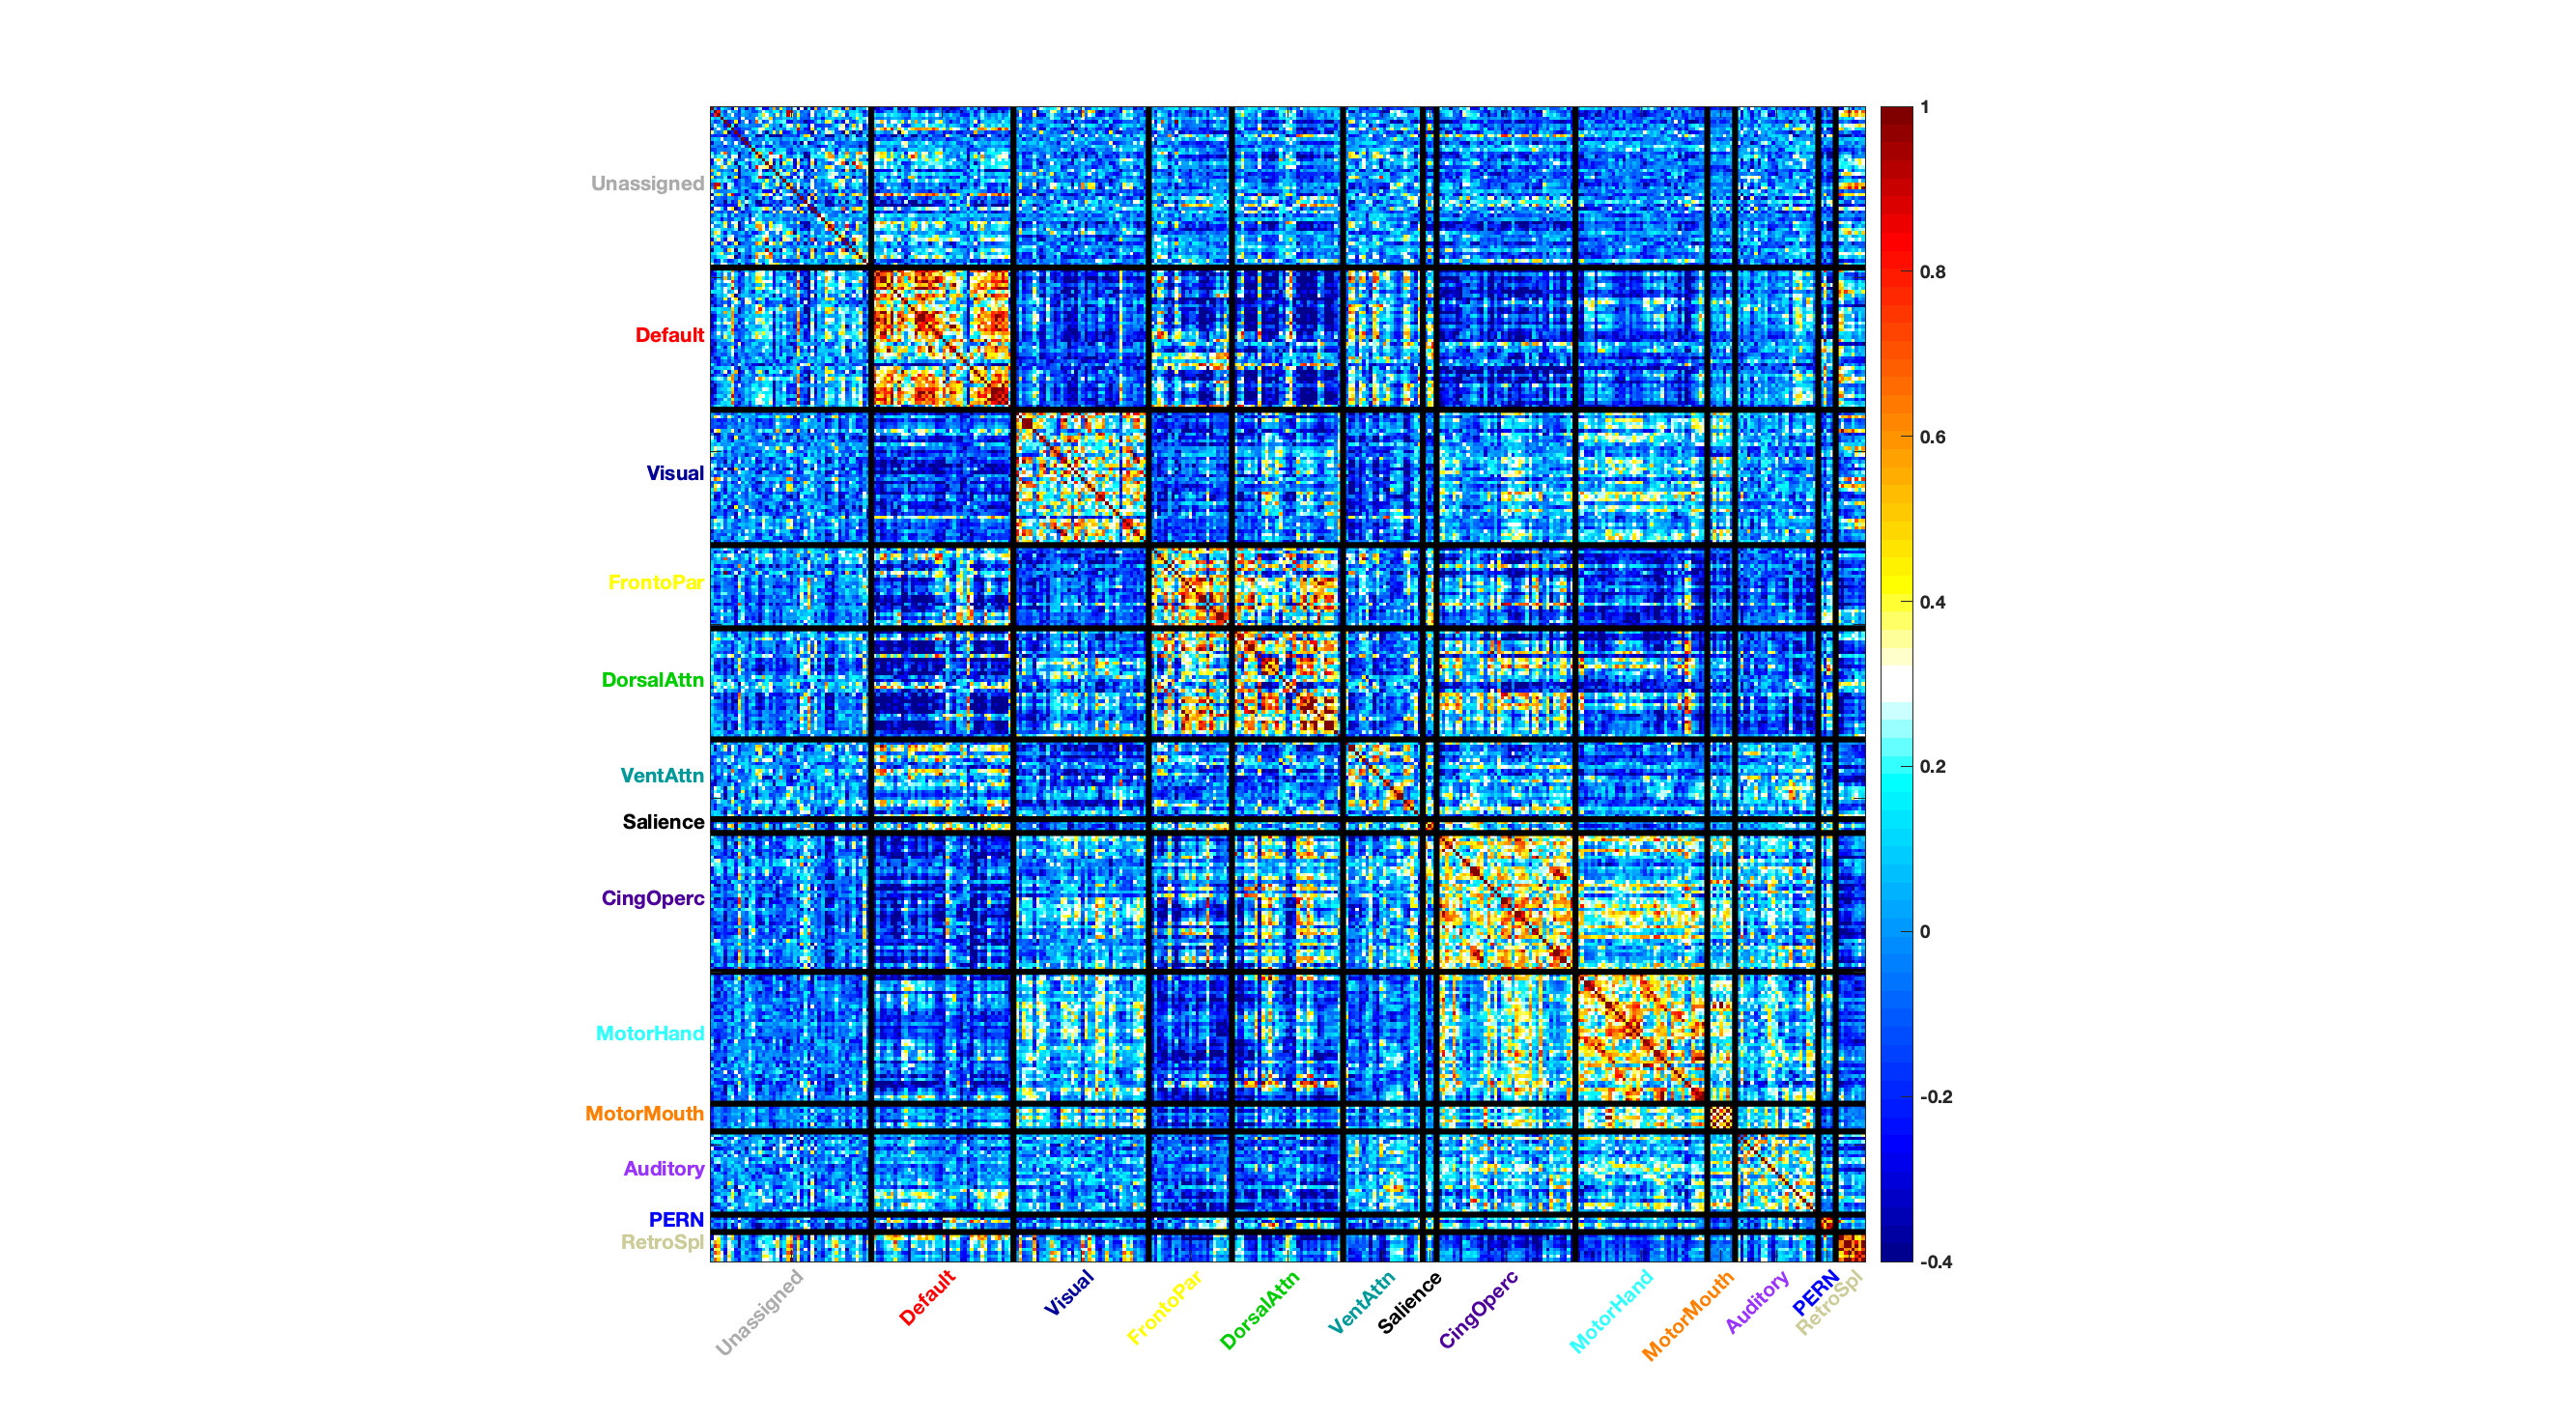 Unassigned
Default
Visual
FrontoPar
DorsalAttn
VentAttn
Salience
CingOperc
MotorHand
MotorMouth
Auditory
PERN
RetroSpl
1
0.8
0.6
0.4
0.2
0
-0.2
-0.4
Unassigned
Default
Visual
FrontoPar
DorsalAttn
VentAttn
Salience
CingOperc
MotorHand
MotorMouth
Auditory
PERN
RetroSpl